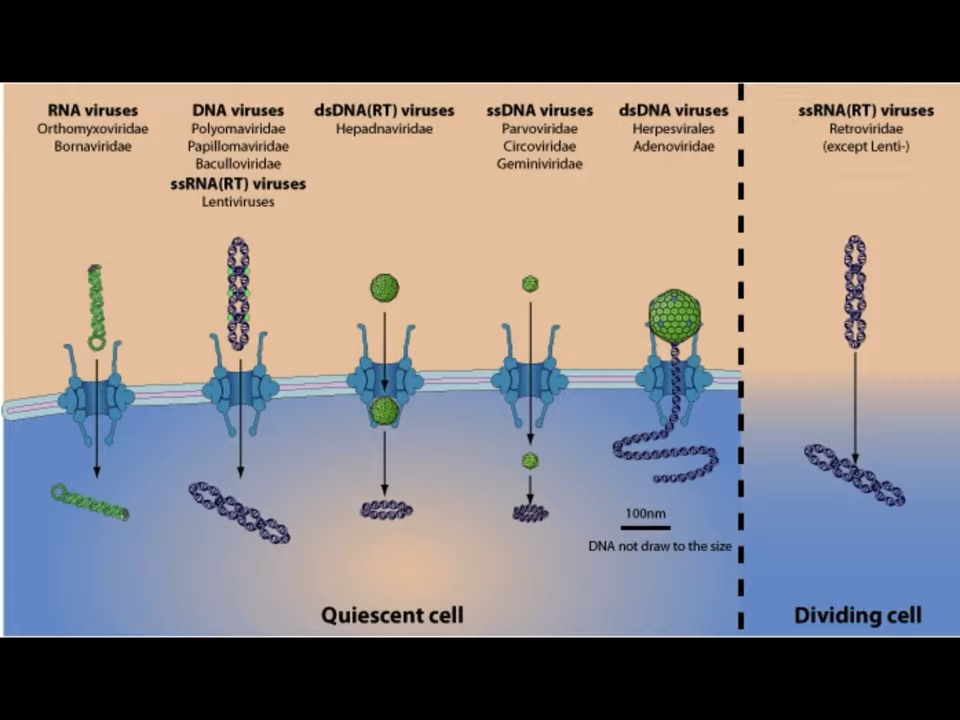 RNA viruses
Orthomyxoviridae
Bornaviridae
DNA viruses
Polyomaviridae
Papillomaviridae
Baculloviridae
ssRNA(RT) viruses
Lentiviruses
dsDNA(RT) viruses
Hepadnaviridae
ssDNA viruses
Parvoviridae
Circoviridae
Geminiviridae
dsDNA viruses
Herpesvirales
Adenoviridae
ssRNA(RT) viruses
Retroviridae
(except Lenti-)
100nm
DNA not draw to the size
Quiescent cell
Dividing cell